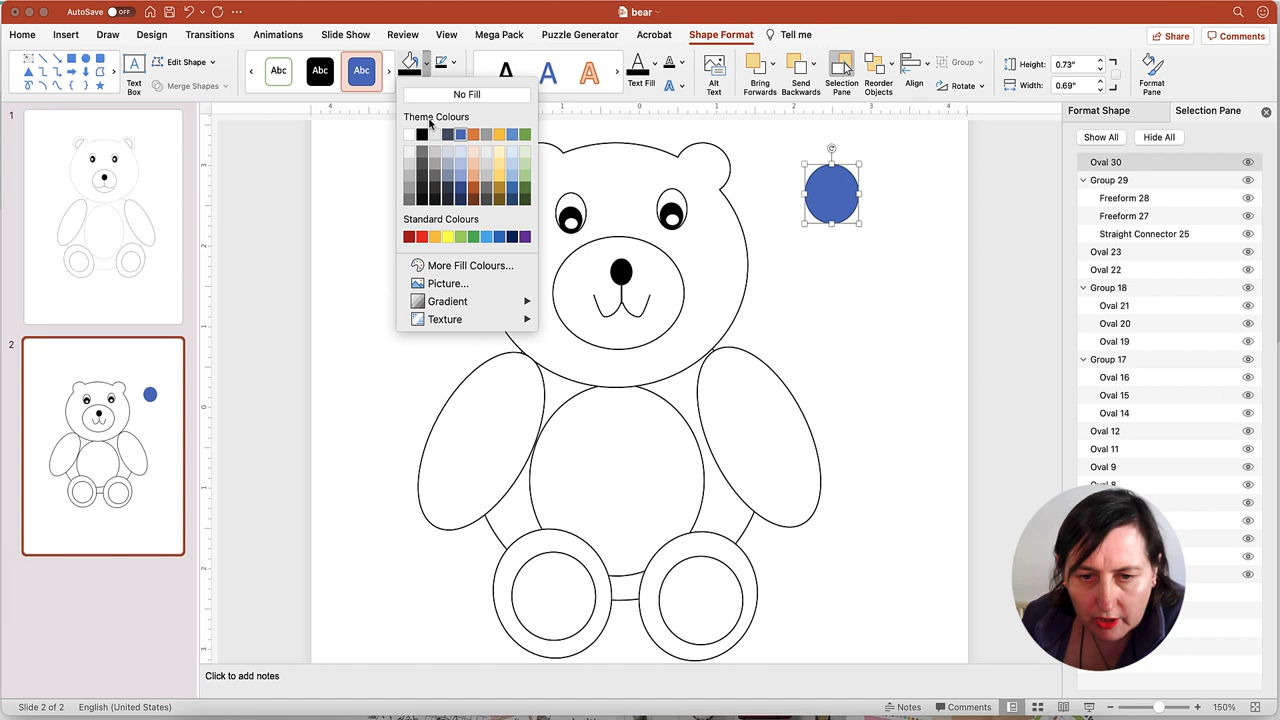 AutoSave OFF
bear
Home Insert Draw Design Transitions Animations Slide Show Review View Mega Pack Puzzle Generator Acrobat Shape Format Tell me
Share Comments
Text Box
Edit Shape
Merge Shapes
Abc Abc Abc
Text Fill
Alt Text
Bring Forwards
Send Backwards
Selection Pane
Reorder Objects
Align
Group
Rotate
Height: 0.73"
Width: 0.69"
Format Pane
No Fill
Theme Colours
Standard Colours
More Fill Colours...
Picture...
Gradient
Texture
1
2
Format Shape Selection Pane
Show All Hide All
Oval 30
Group 29
Freeform 28
Freeform 27
Straight Connector 25
Oval 23
Oval 22
Group 18
Oval 21
Oval 20
Oval 19
Group 17
Oval 16
Oval 15
Oval 14
Oval 12
Oval 11
Oval 9
Click to add notes
Slide 2 of 2 English (United States)
Notes Comments 150%